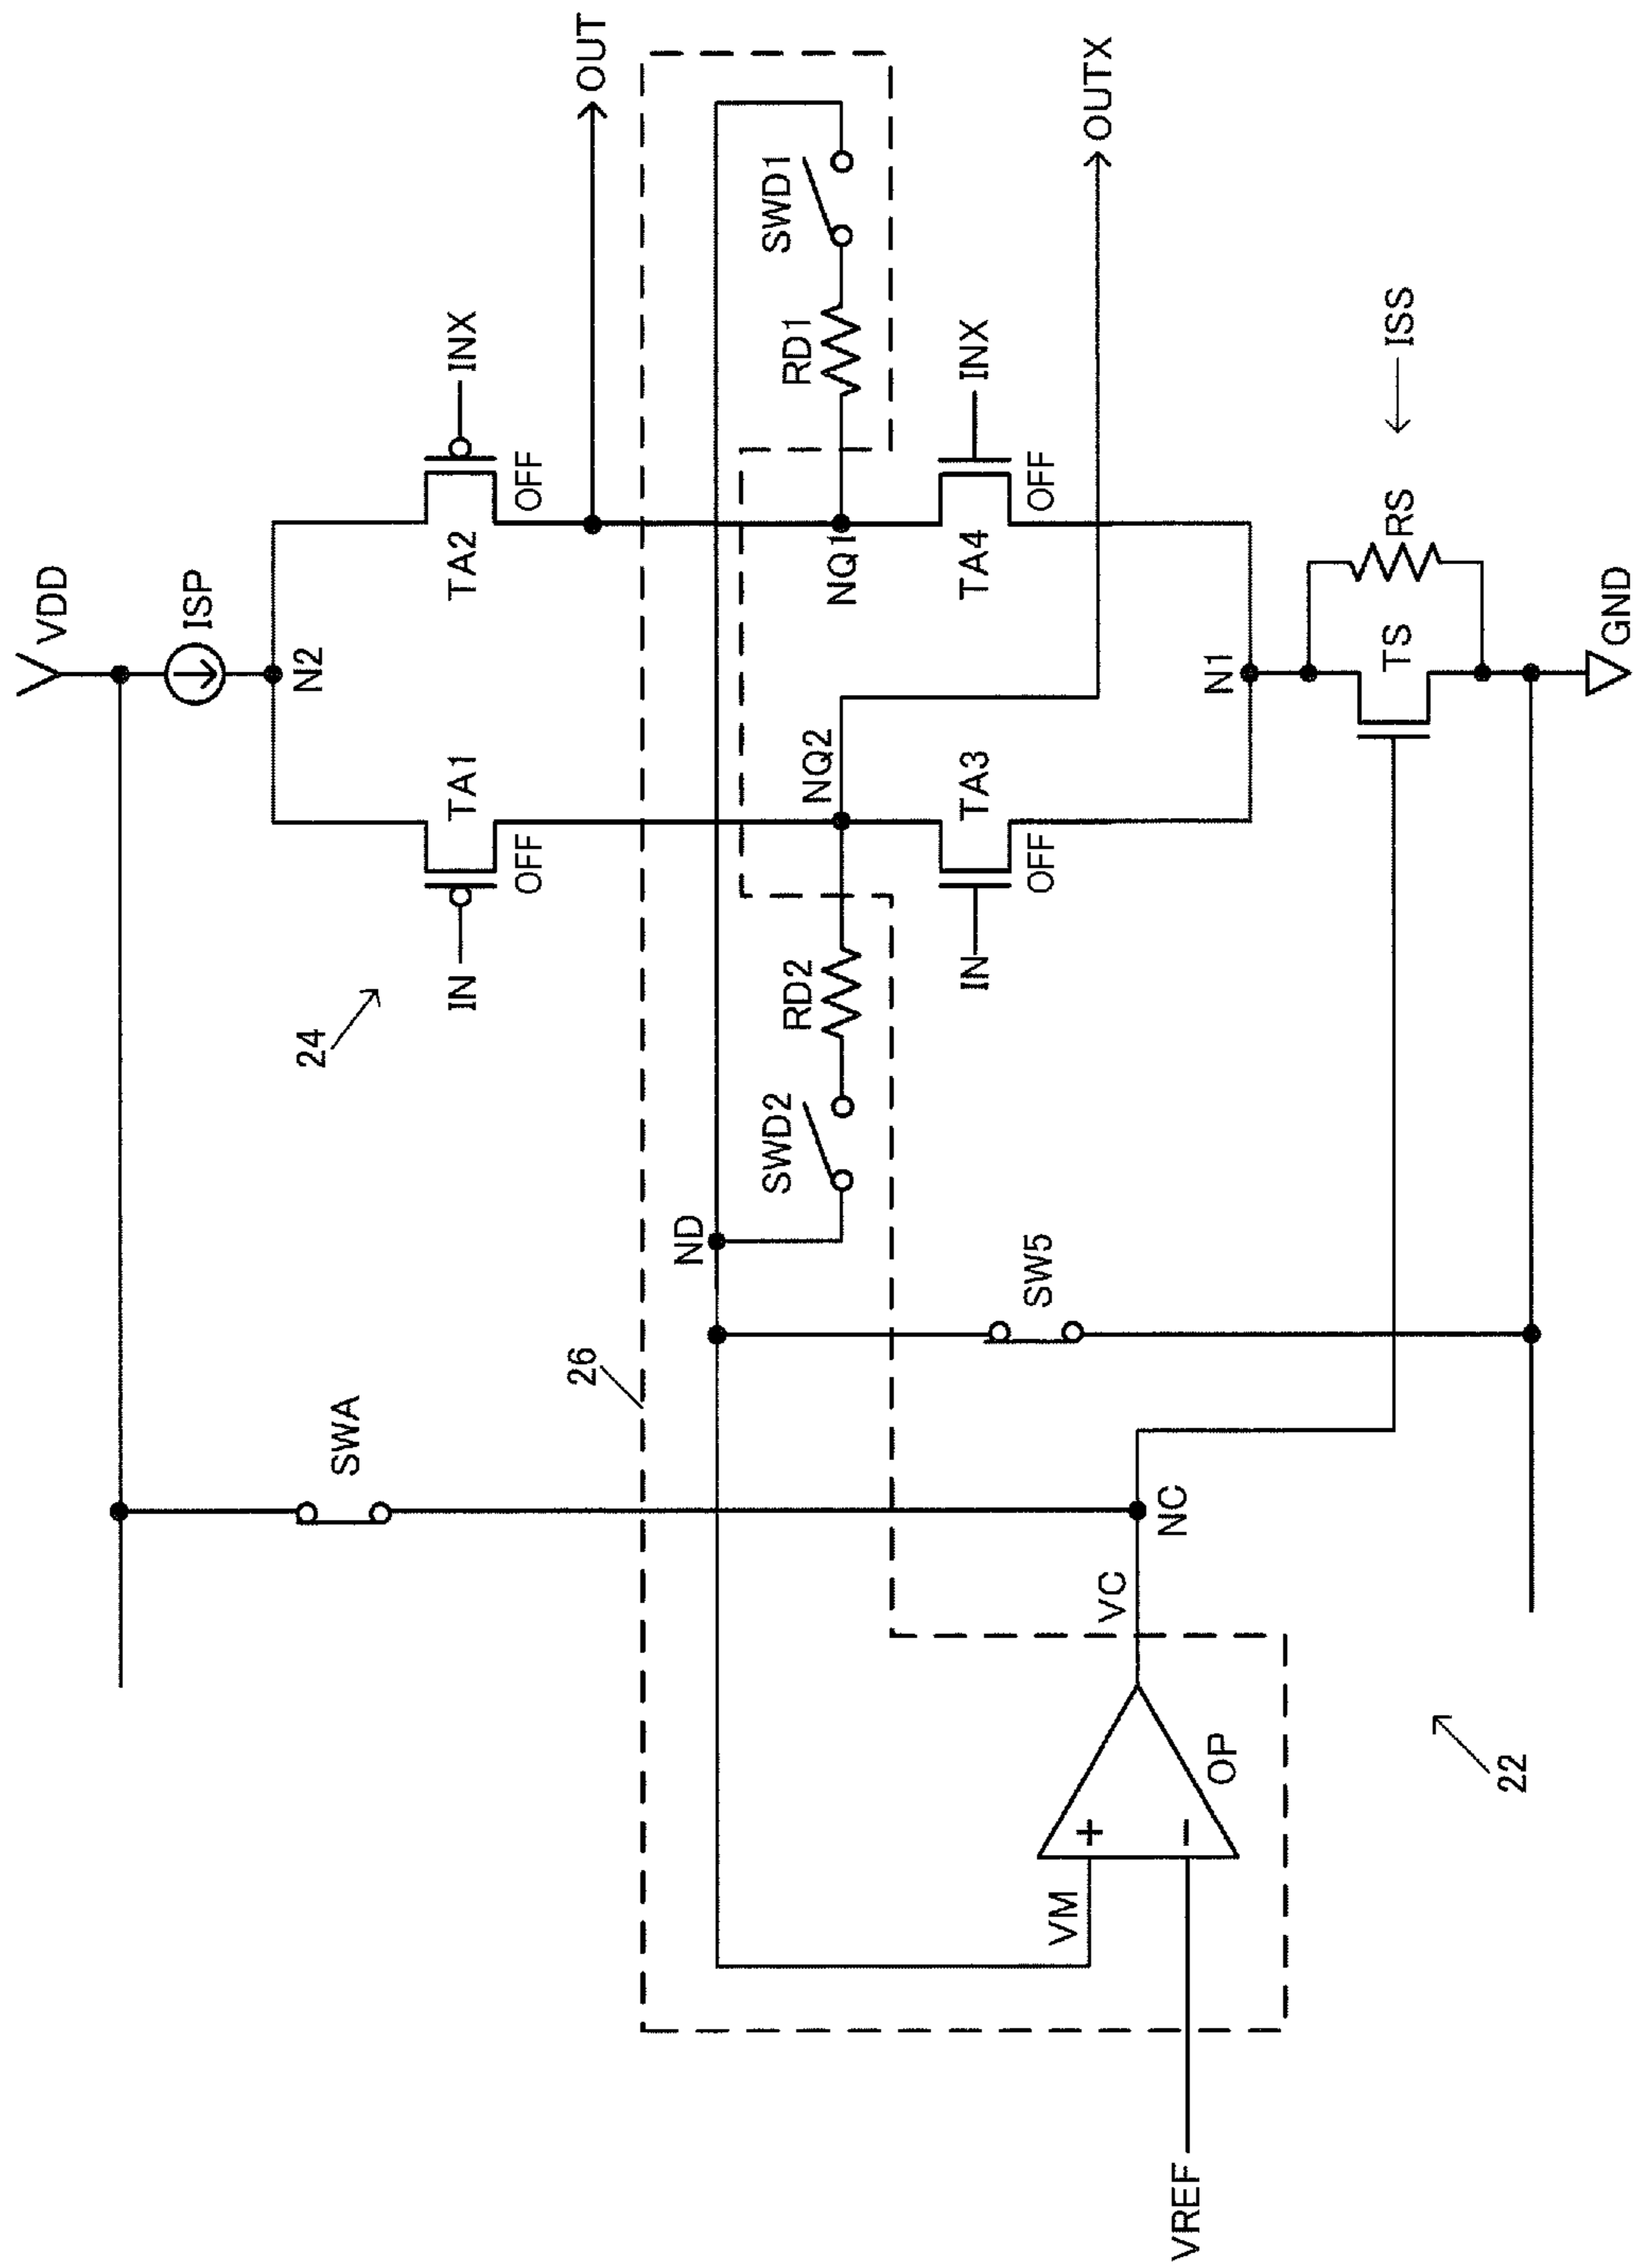 VDD
ISP
N2
SWA
24
IN
TA1
OFF
TA2
OFF
INX
OUT
26
ND
SWD2
RD2
NQ2
NQ1
RD1
SWD1
OUTX
SW5
IN
TA3
OFF
TA4
OFF
INX
VC
NC
N1
VM
+
−
OP
VREF
TS
RS
ISS
22
GND